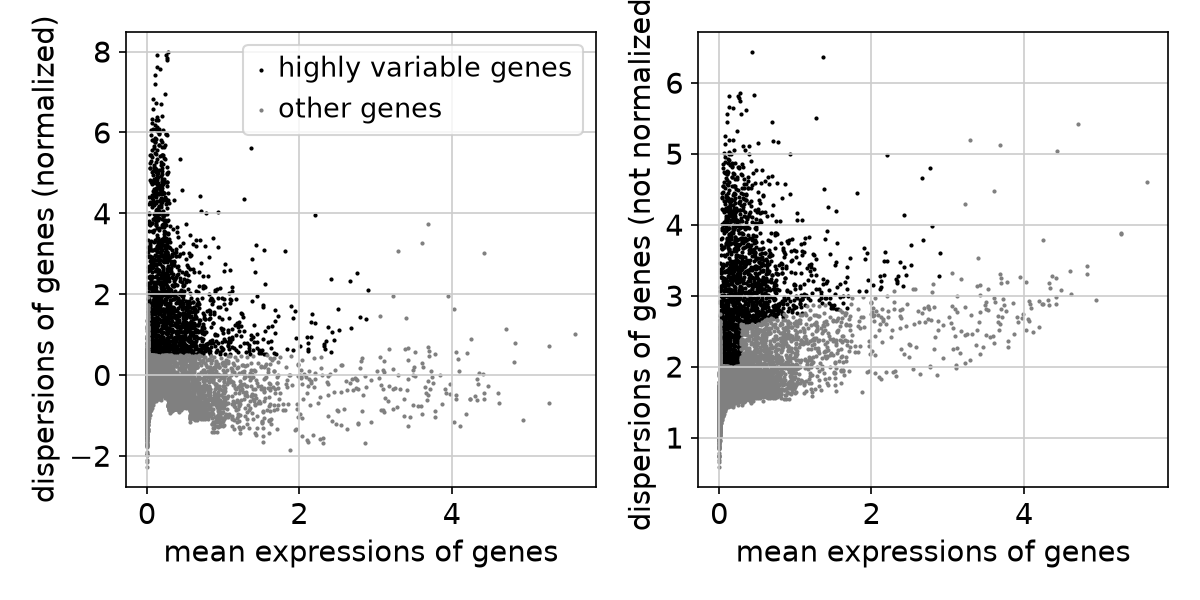 dispersions of genes (normalized)
8
6
4
2
0
−2
highly variable genes
other genes
0 2 4
mean expressions of genes
dispersions of genes (not normalized
6
5
4
3
2
1
0 2 4
mean expressions of genes